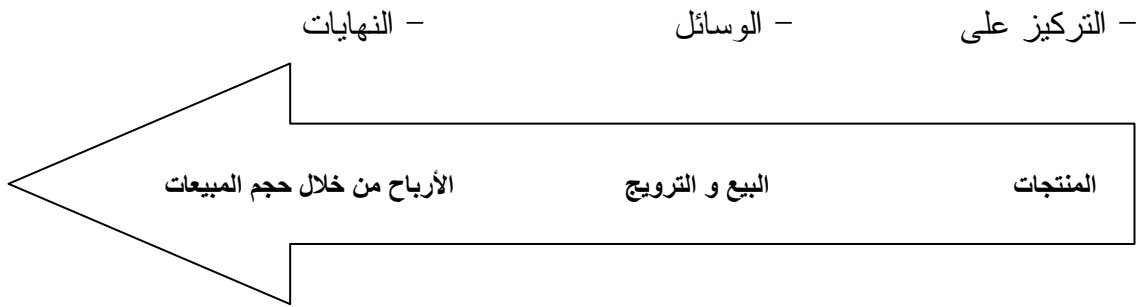 - التركيز على - الوسائل - النهايات
المنتجات البيع و الترويج الأرباح من خلال حجم المبيعات